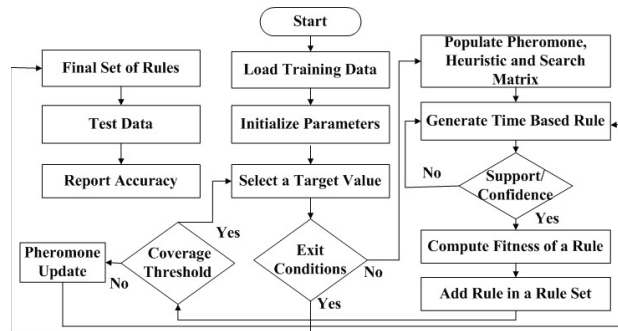 Start
Load Training Data
Initialize Parameters
Select a Target Value
Exit
Conditions
No
Yes
Populate Pheromone,
Heuristic and Search
Matrix
Generate Time Based Rule
Support/
Confidence
No
Yes
Compute Fitness of a Rule
Add Rule in a Rule Set
Coverage
Threshold
Yes
No
Pheromone
Update
Final Set of Rules
Test Data
Report Accuracy